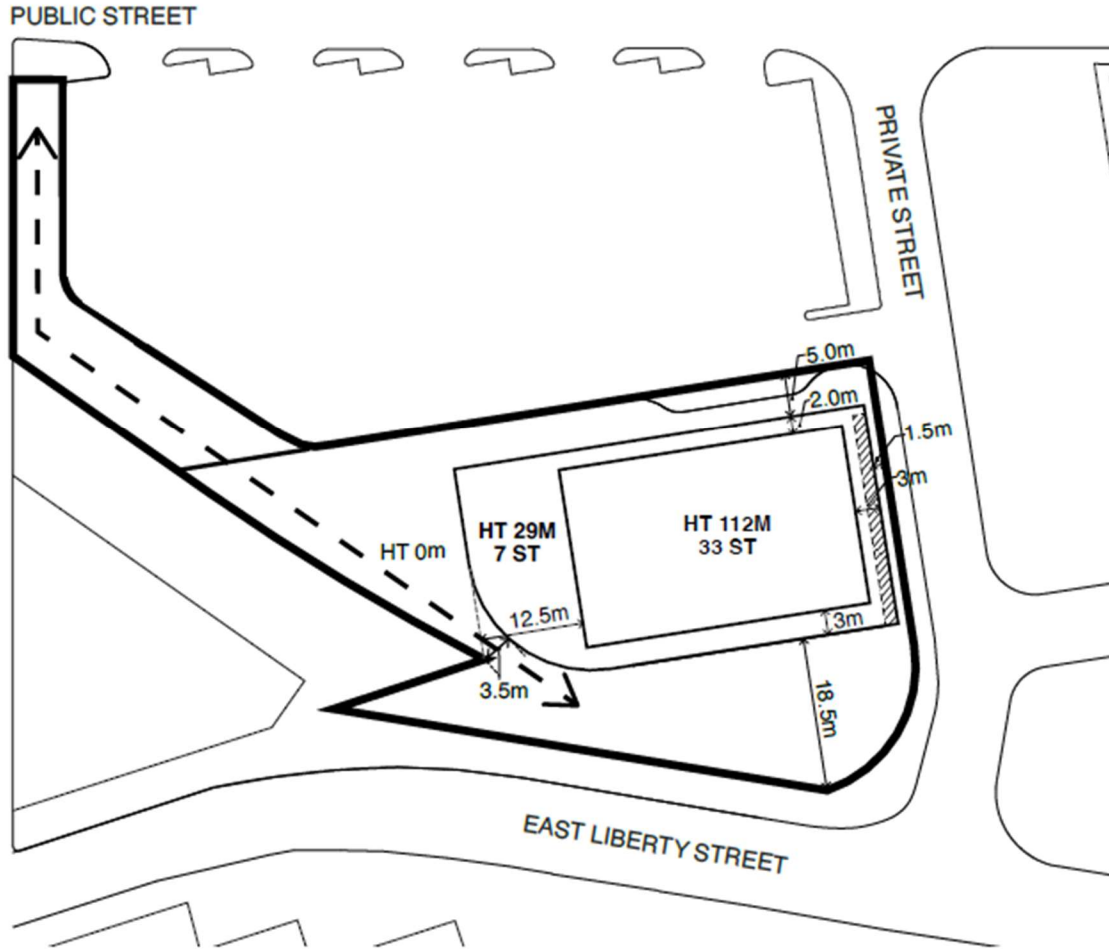 PUBLIC STREET
PRIVATE STREET
5.0m
2.0m
1.5m
3m
HT 29M
7 ST
HT 112M
33 ST
HT 0m
12.5m
3m
3.5m
18.5m
EAST LIBERTY STREET